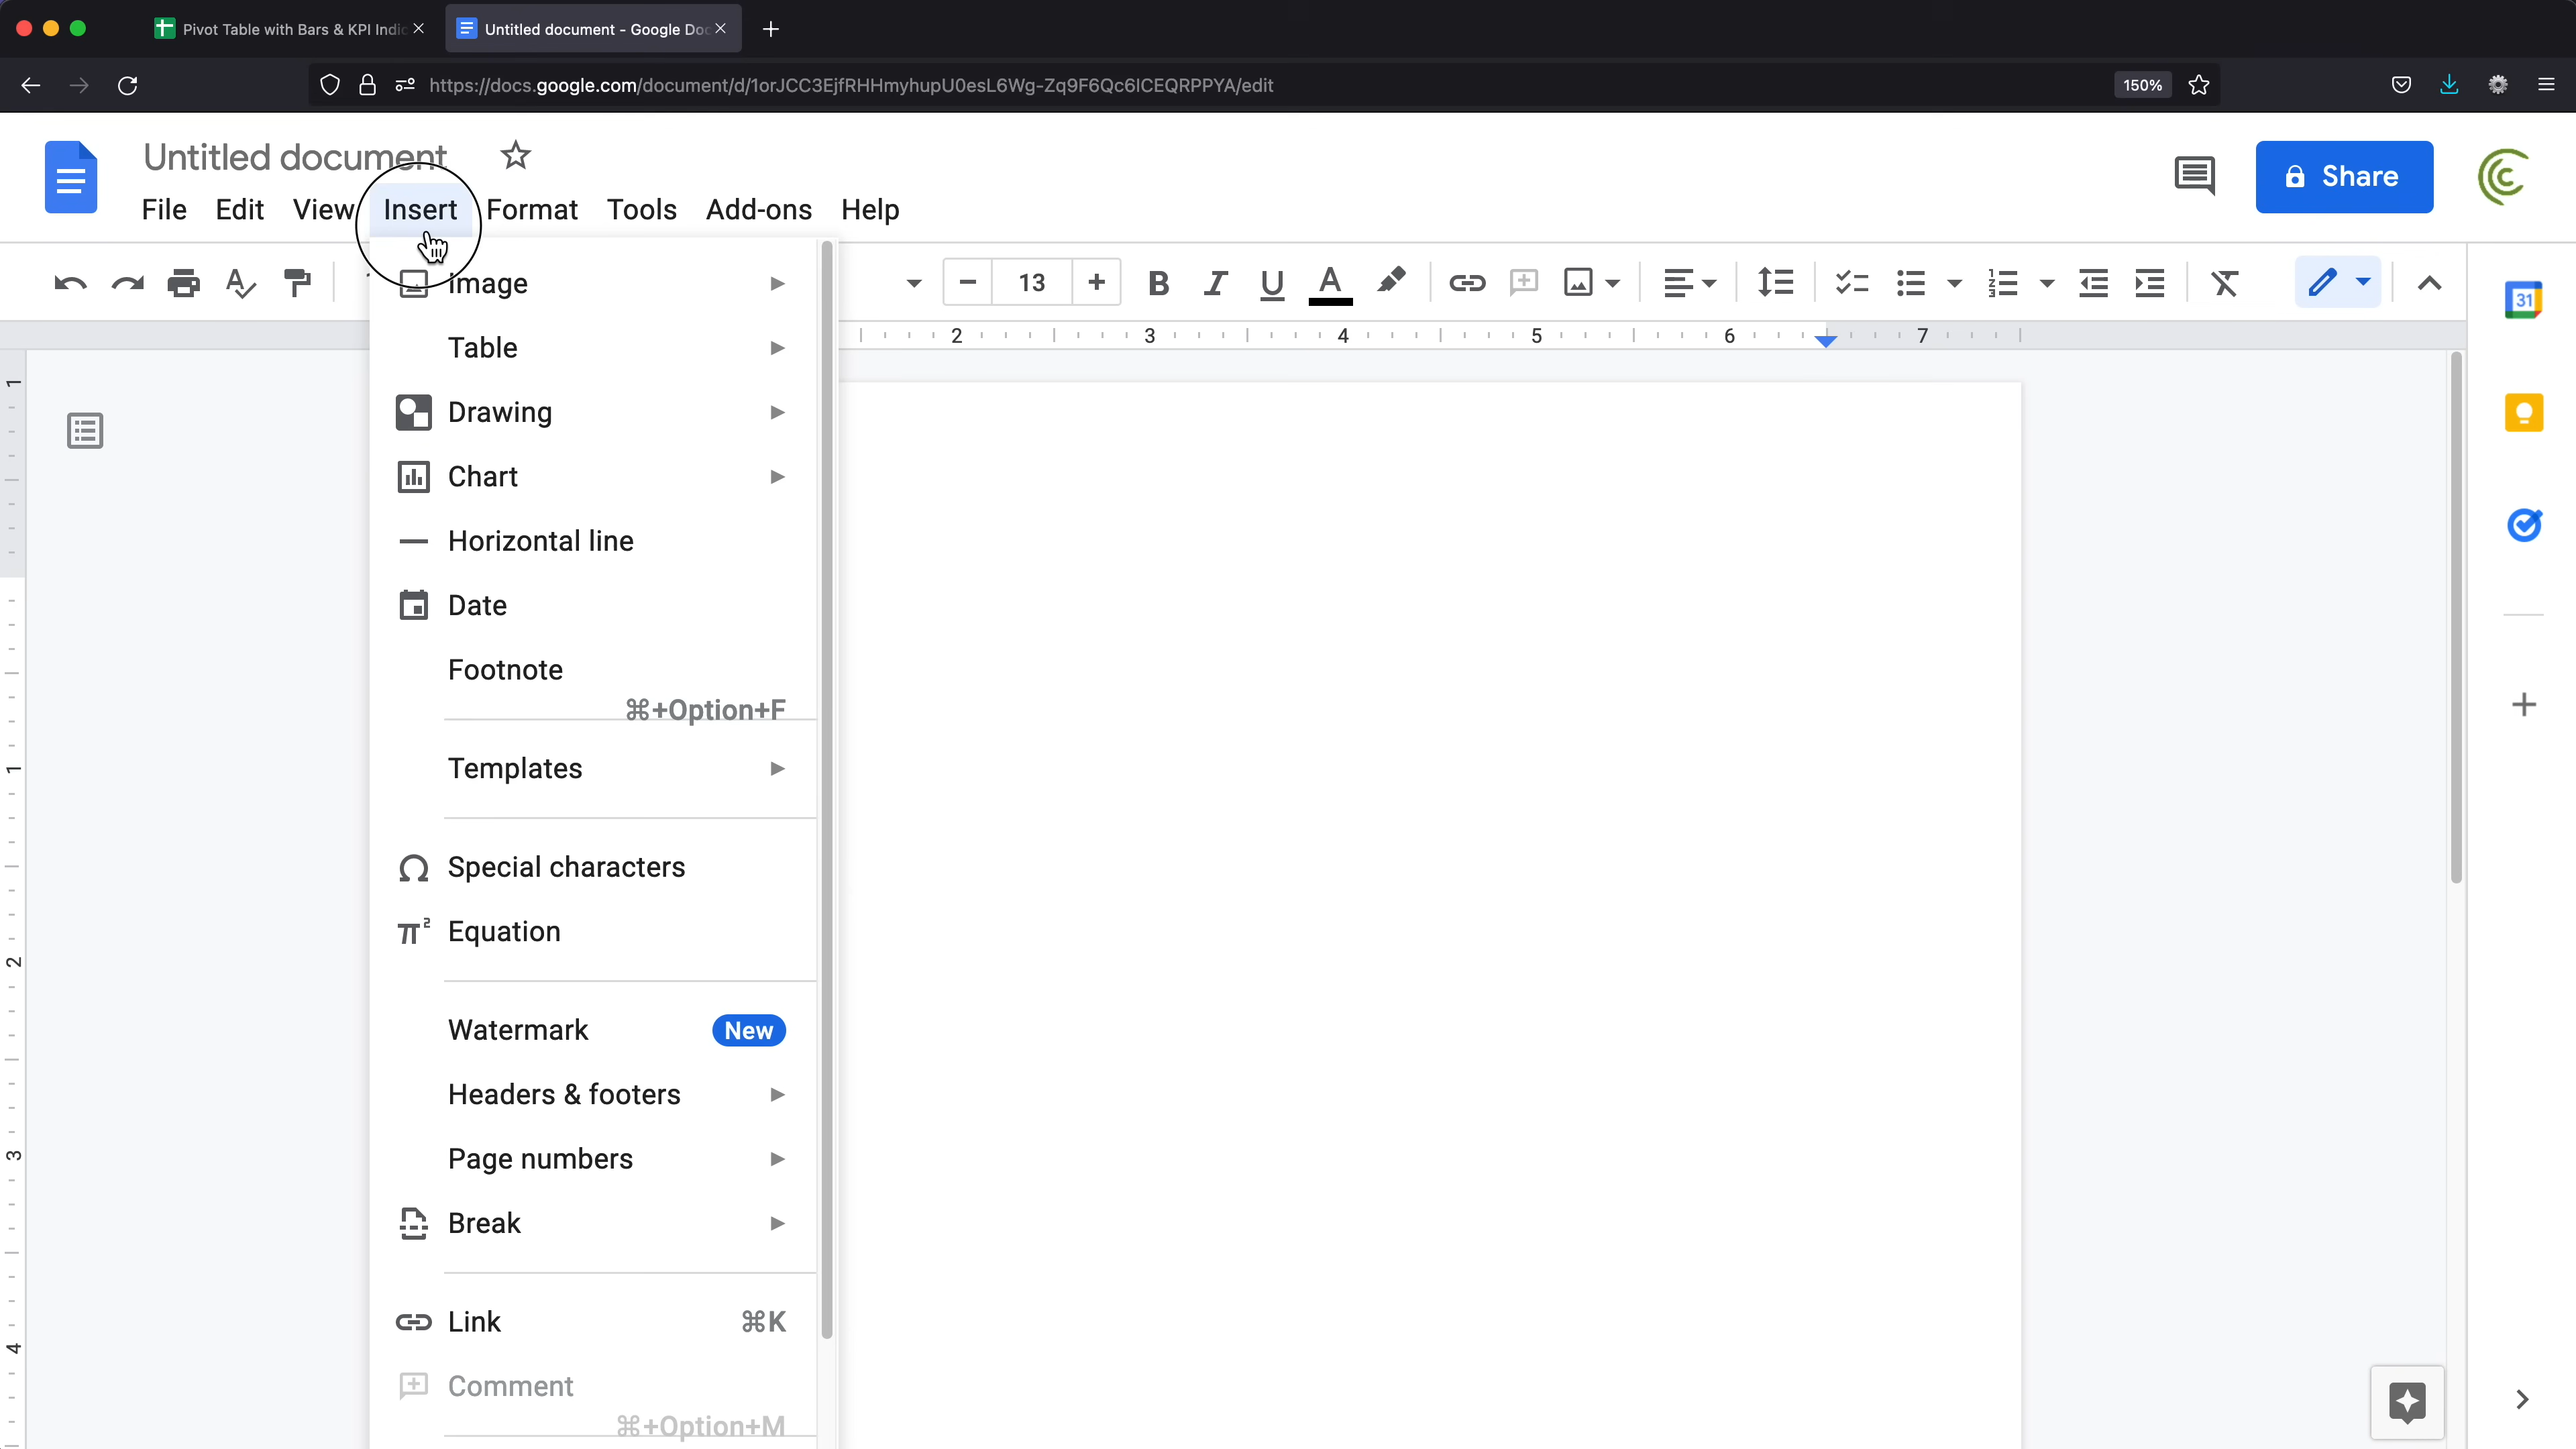 Pivot Table with Bars & KPI Indic
Untitled document - Google Doc
https://docs.google.com/document/d/1orJCC3EjfRHHmyhupU0esL6Wg-Zq9F6Qc6ICEQRPPYA/edit
150%
Untitled document
Share
File Edit View Insert Format Tools Add-ons Help
13
31
2 3 4 5 6 7
Image
Table
Drawing
Chart
Horizontal line
Date
Footnote
⌘+Option+F
Templates
Special characters
Equation
Watermark New
Headers & footers
Page numbers
Break
Link ⌘K
Comment
⌘+Option+M
1
1
2
3
4